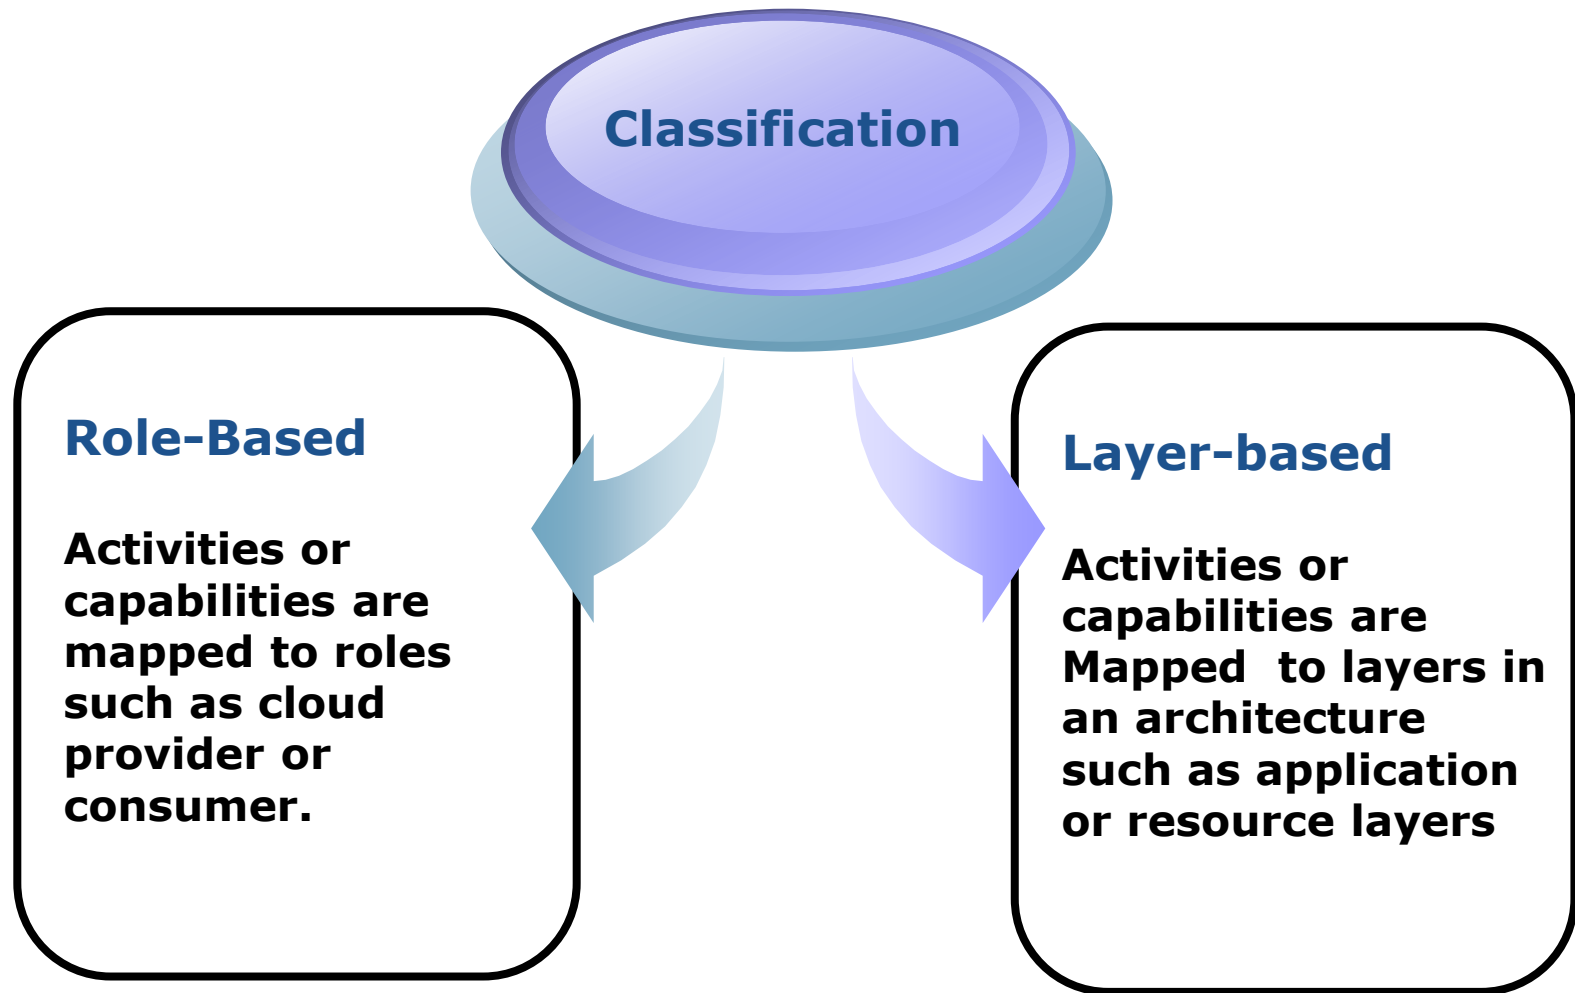 Classification
Role-Based
Activities or
capabilities are
mapped to roles
such as cloud
provider or
consumer.
Layer-based
Activities or
capabilities are
Mapped  to layers in
an architecture
such as application
or resource layers